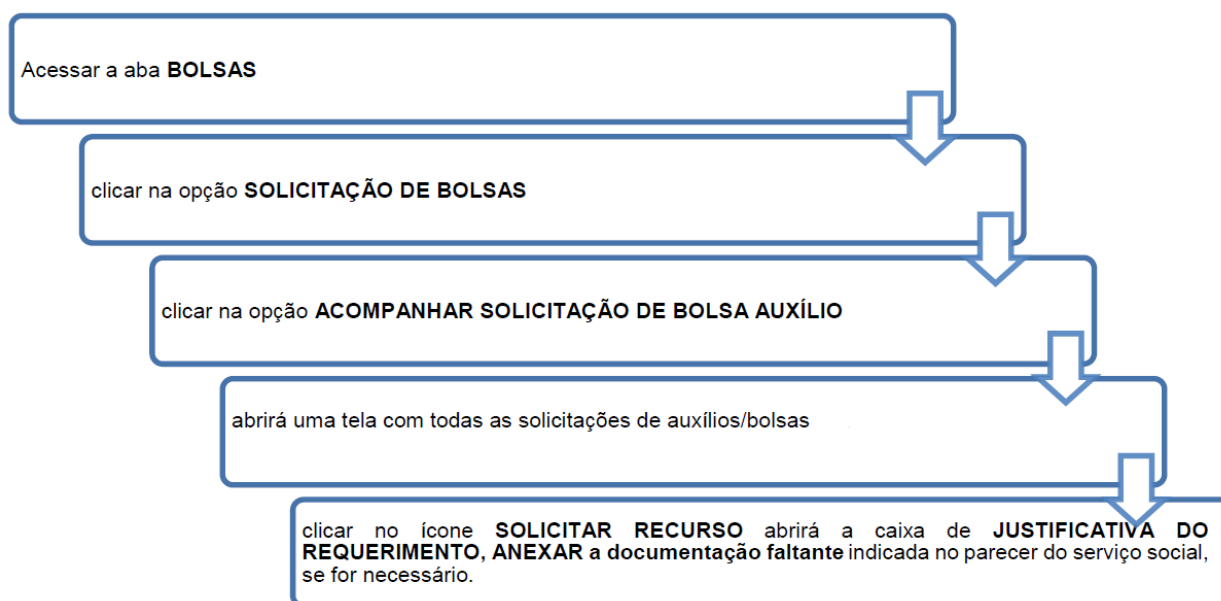 Acessar a aba BOLSAS
clicar na opção SOLICITAÇÃO DE BOLSAS
clicar na opção ACOMPANHAR SOLICITAÇÃO DE BOLSA AUXÍLIO
abrirá uma tela com todas as solicitações de auxílios/bolsas
clicar no ícone SOLICITAR RECURSO abrirá a caixa de JUSTIFICATIVA DO
REQUERIMENTO, ANEXAR a documentação faltante indicada no parecer do serviço social,
se for necessário.